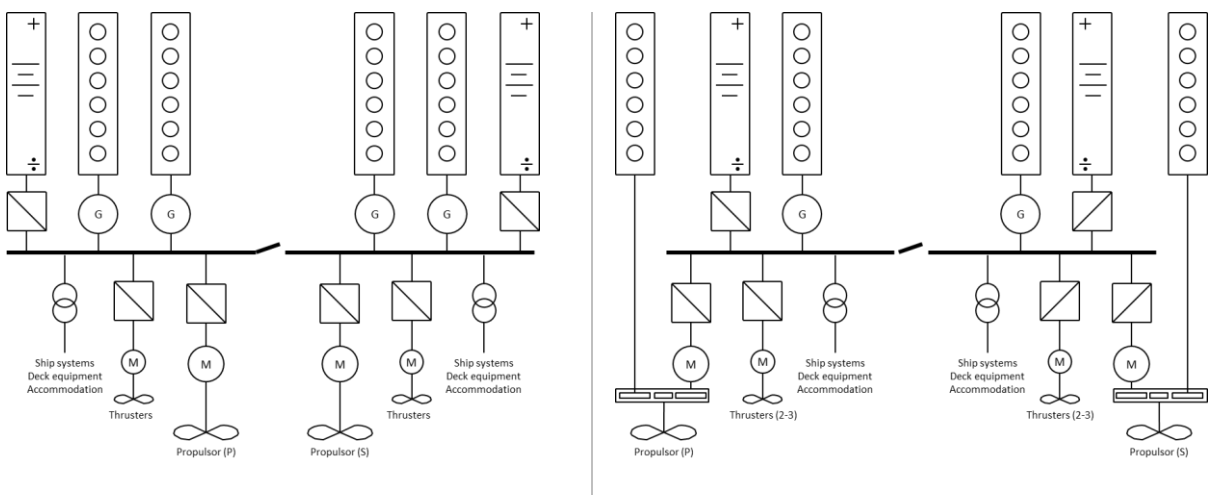 +
+
+
+
÷
÷
÷
÷
G
G
G
G
G
G
M
M
M
M
M
M
M
M
Ship systems
Deck equipment
Accommodation
Thrusters
Propulsor (P)
Propulsor (S)
Thrusters
Ship systems
Deck equipment
Accommodation
Propulsor (P)
Thrusters (2-3)
Ship systems
Deck equipment
Accommodation
Ship systems
Deck equipment
Accommodation
Thrusters (2-3)
Propulsor (S)